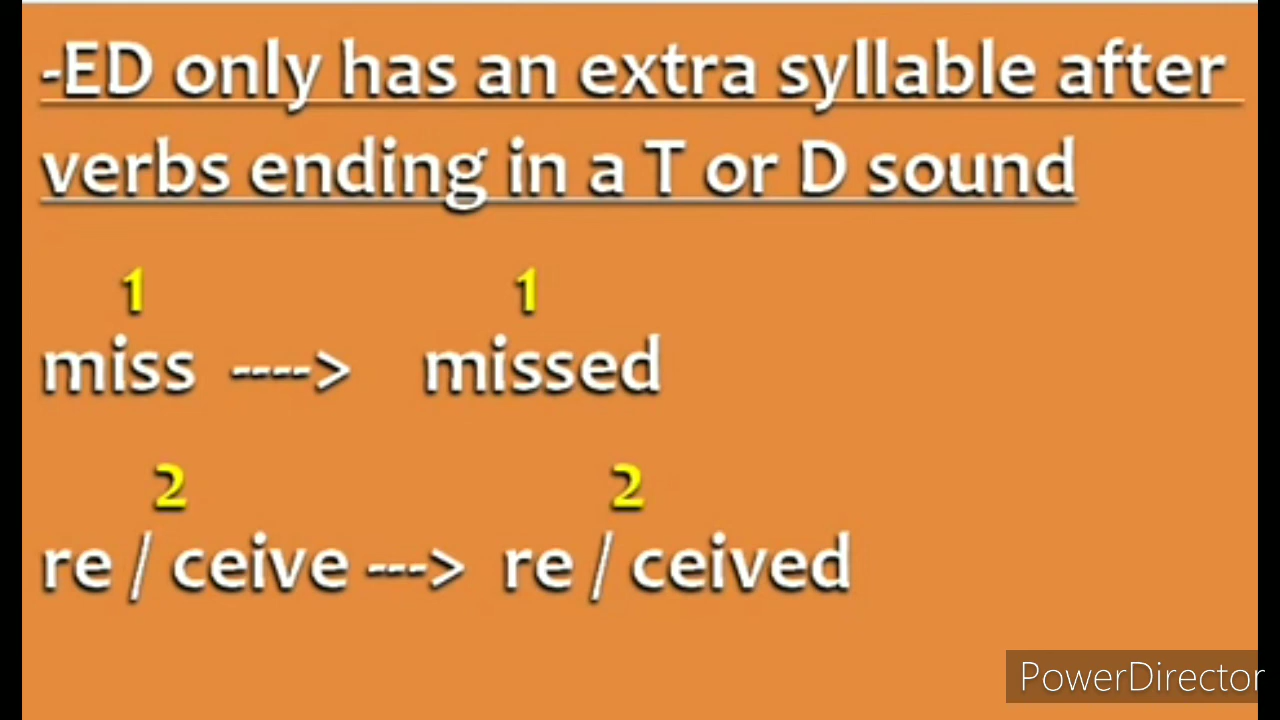 -ED only has an extra syllable after
verbs ending in a T or D sound
1 1
miss ----> missed
2 2
re / ceive ---> re / ceived
PowerDirector